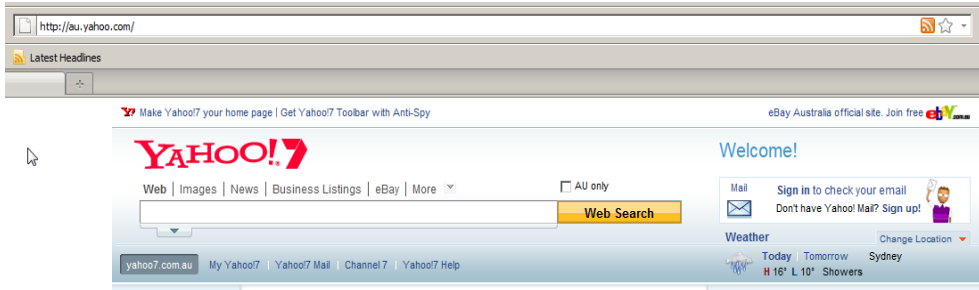 http://au.yahoo.com/
Latest Headlines
Y! Make Yahoo!7 your home page | Get Yahoo!7 Toolbar with Anti-Spy
eBay Australia official site. Join free ebY.com.au
YAHOO!7
Welcome!
Web | Images | News | Business Listings | eBay | More
AU only
Web Search
Mail
Sign in to check your email
Don't have Yahoo! Mail? Sign up!
Weather
Change Location
Today | Tomorrow Sydney
H 16° L 10° Showers
yahoo7.com.au My Yahoo!7 | Yahoo!7 Mail | Channel 7 | Yahoo!7 Help